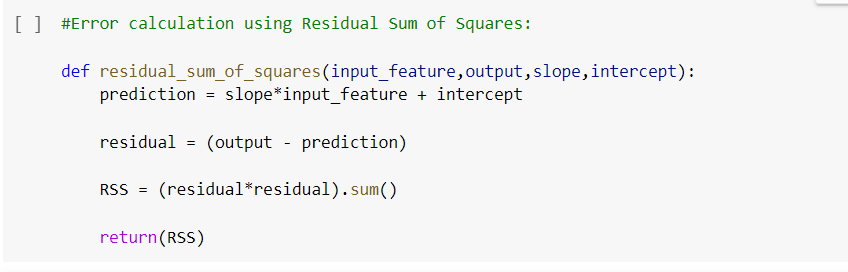 [ ] #Error calculation using Residual Sum of Squares:
def residual_sum_of_squares(input_feature,output,slope,intercept):
    prediction = slope*input_feature + intercept
    residual = (output - prediction)
    RSS = (residual*residual).sum()
    return(RSS)